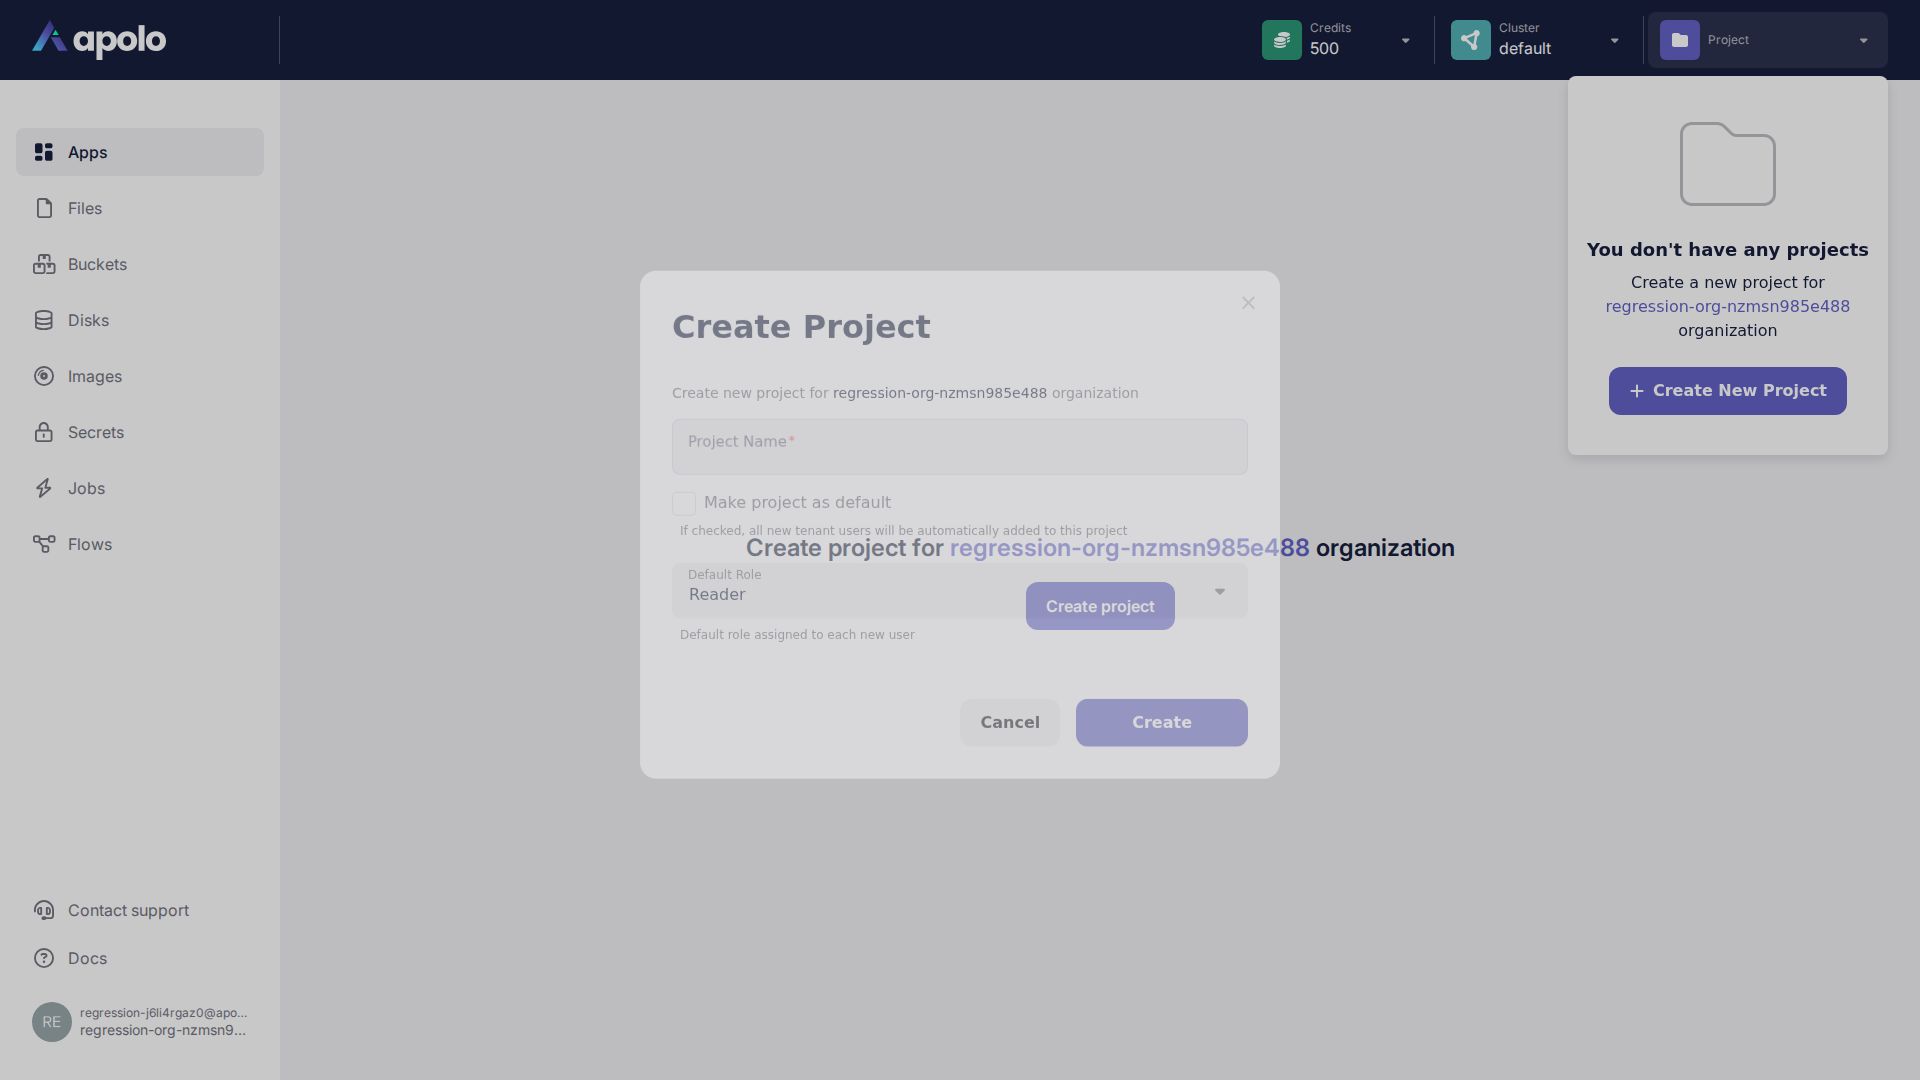 apolo
Credits
500
Cluster
default
Project
Apps
Files
Buckets
Disks
Images
Secrets
Jobs
Flows
Contact support
Docs
RE
regression-j6li4rgaz0@apo...
regression-org-nzmsn9...
You don't have any projects
Create a new project for
regression-org-nzmsn985e488
organization
Create New Project
Create Project
Create new project for regression-org-nzmsn985e488 organization
Project Name*
Make project as default
If checked, all new tenant users will be automatically added to this project
Create project for regression-org-nzmsn985e488 organization
Default Role
Reader
Create project
Default role assigned to each new user
Cancel
Create